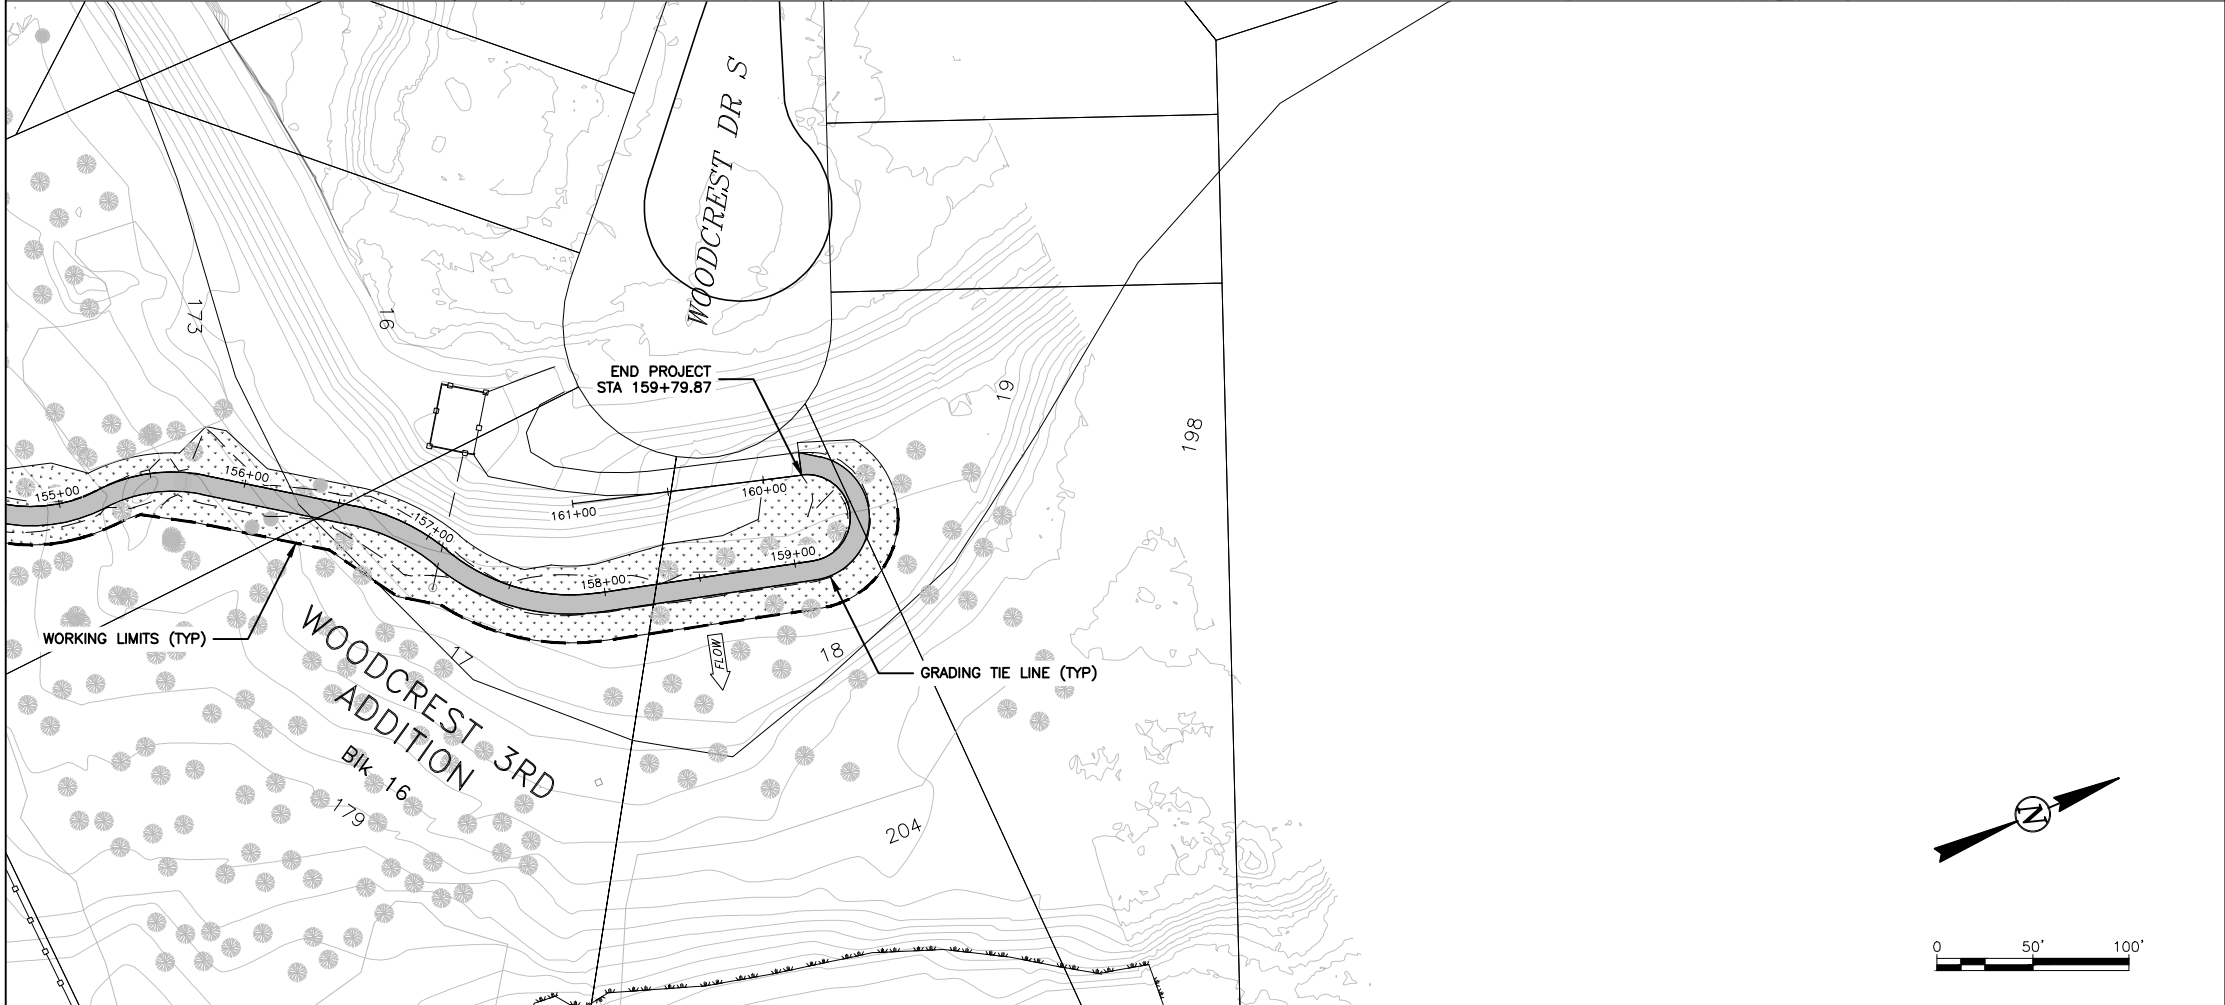 WOODCREST DR S
173
16
END PROJECT
STA 159+79.87
19
198
155+00
156+00
157+00
158+00
159+00
160+00
161+00
WORKING LIMITS (TYP)
FLOW
17
18
GRADING TIE LINE (TYP)
WOODCREST 3RD
ADDITION
Blk 16
179
204
N
0 50' 100'